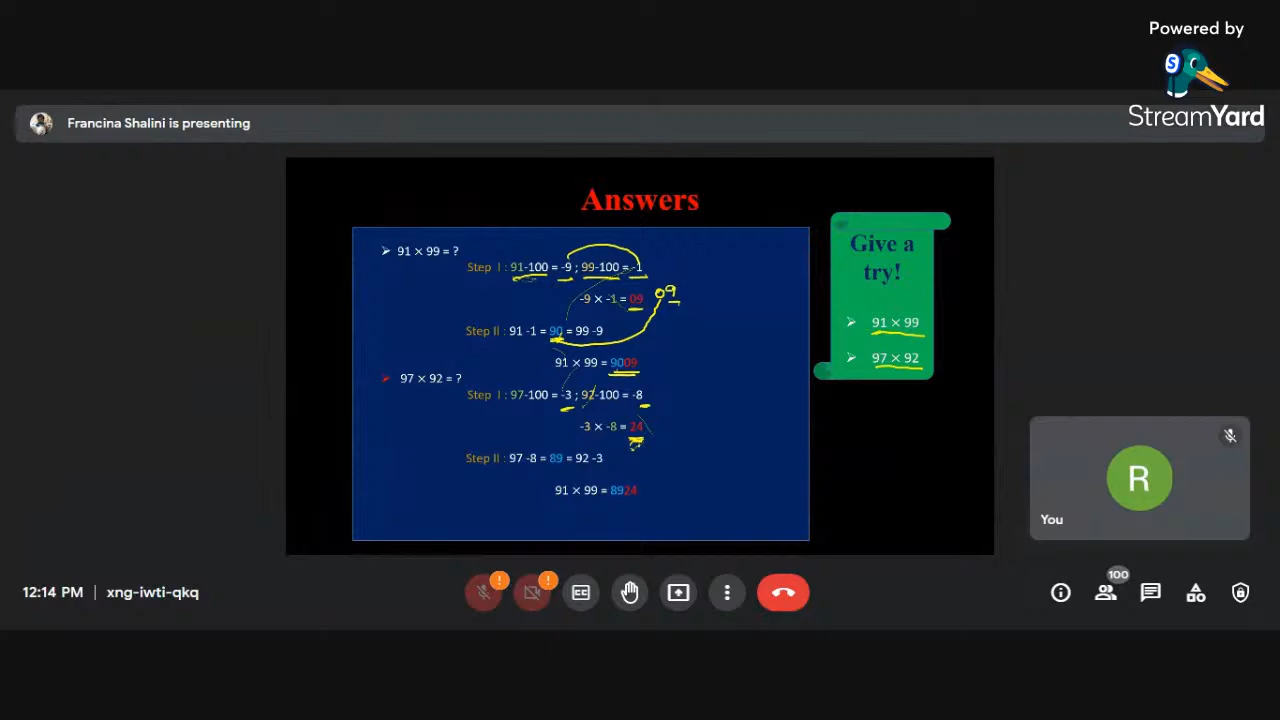 Powered by
StreamYard
Francina Shalini is presenting
Answers
➢ 91 × 99 = ?
Step I : 91-100 = -9 ; 99-100 = -1
-9 × -1 = 09
09
Step II : 91 -1 = 90 = 99 -9
91 × 99 = 9009
➢ 97 × 92 = ?
Step I : 97-100 = -3 ; 92-100 = -8
-3 × -8 = 24
Step II : 97 -8 = 89 = 92 -3
91 × 99 = 8924
Give a
try!
➢ 91 × 99
➢ 97 × 92
R
You
12:14 PM | xng-iwti-qkq
100